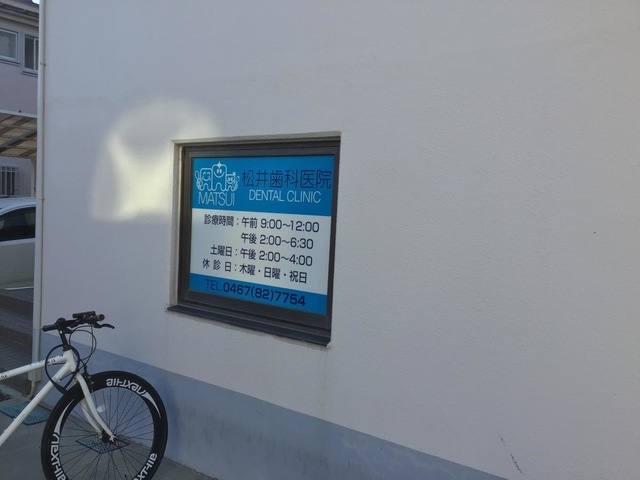 松井歯科医院
MATSUI
DENTAL CLINIC
診療時間：午前 9:00～12:00
午後 2:00～6:30
土曜日：午後 2:00～4:00
休診日：木曜・日曜・祝日
TEL.0467(82)7754
NEXTHIE
NEXTHIE